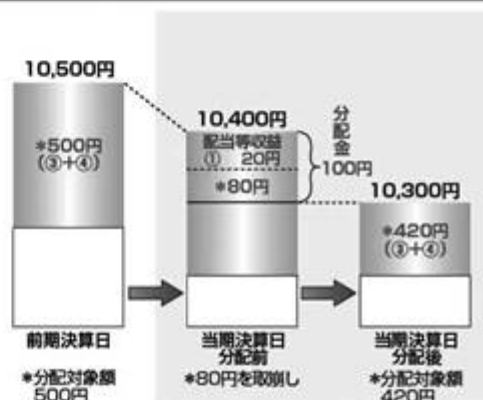 10,500円
*500円
(③+④)
前期決算日
*分配対象額
500円
10,400円
配当等収益
① 20円
*80円
分配金
100円
当期決算日
分配前
*80円を取崩し
10,300円
*420円
(③+④)
当期決算日
分配後
*分配対象額
420円